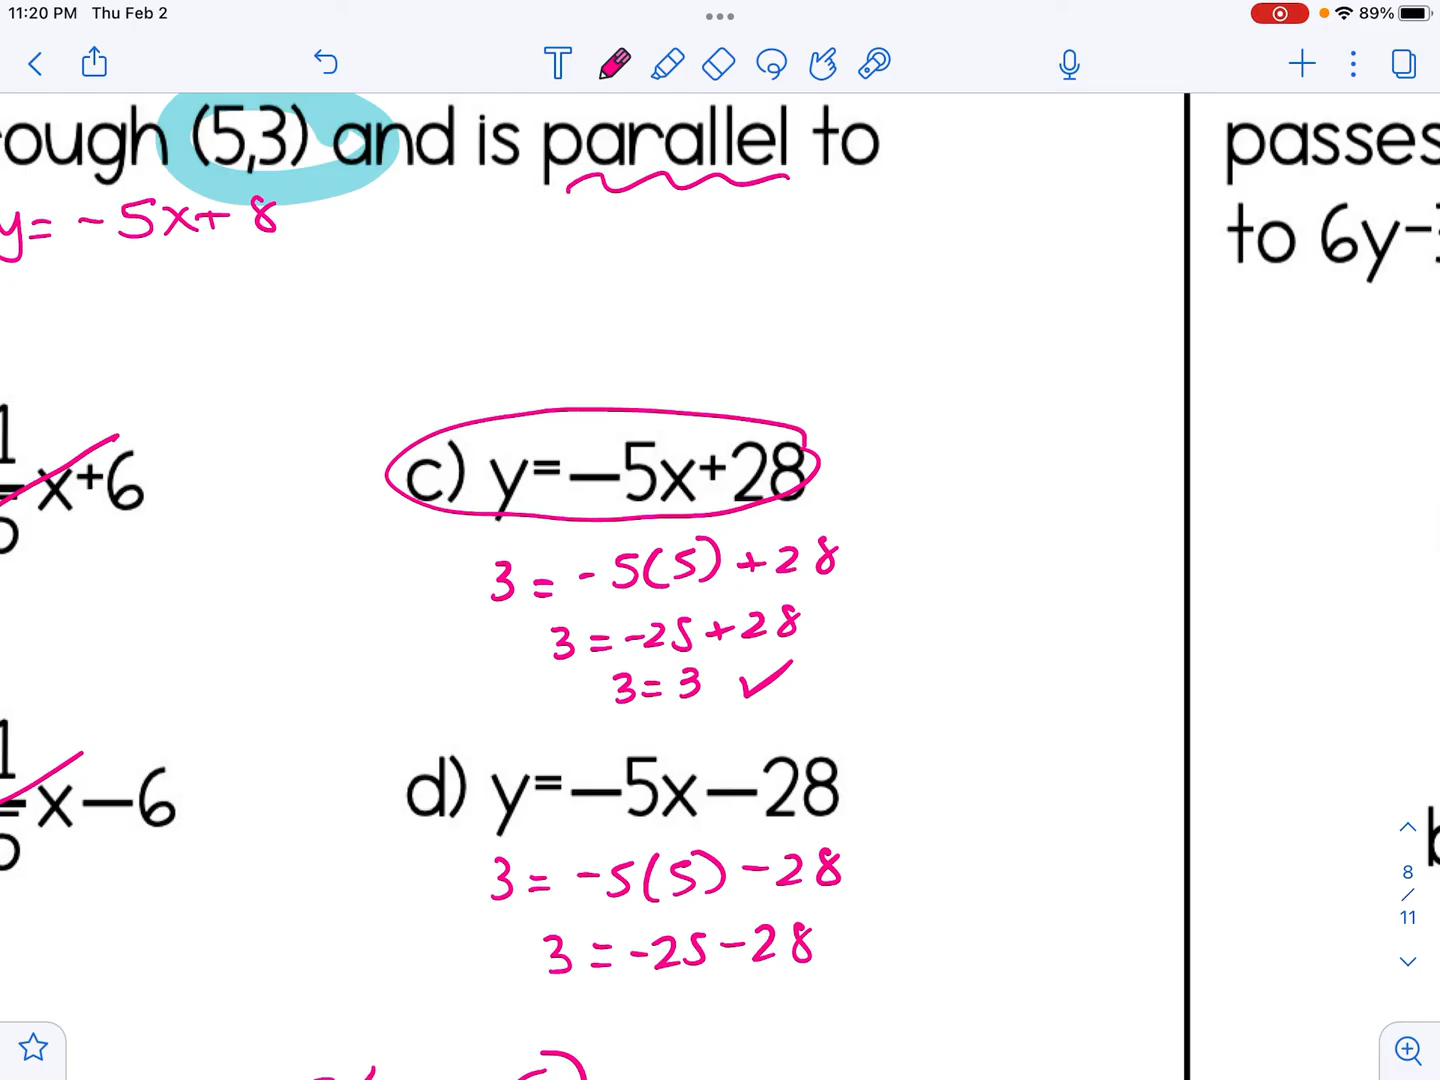 11:20 PM Thu Feb 2
89%
(5,3) and is parallel to
y = -5x + 8
passes
to 6y-
x+6
c) y=-5x+28
3 = -5(5) + 28
3 = -25 + 28
3 = 3 ✓
x-6
d) y=-5x-28
3 = -5(5) - 28
3 = -25 - 28
8
/
11